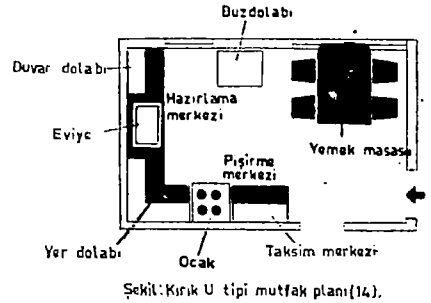 Buzdolabı
Duvar dolabı
Hazırlama
merkezi
Eviye
Yemek masası
Pişirme
merkezi
Yer dolabı
Ocak
Taksim merkezi
Şekil: Kırık U tipi mutfak planı(14).